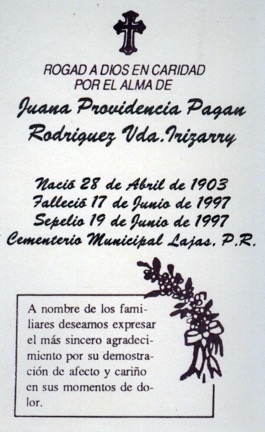 ROGAD A DIOS EN CARIDAD
POR EL ALMA DE
Juana Providencia Pagan
Rodriguez Vda. Irizarry
Nació 28 de Abril de 1903
Falleció 17 de Junio de 1997
Sepelio 19 de Junio de 1997
Cementerio Municipal Lajas, P.R.
A nombre de los fami-
liares deseamos expresar
el más sincero agradeci-
miento por su demostra-
ción de afecto y cariño
en sus momentos de do-
lor.